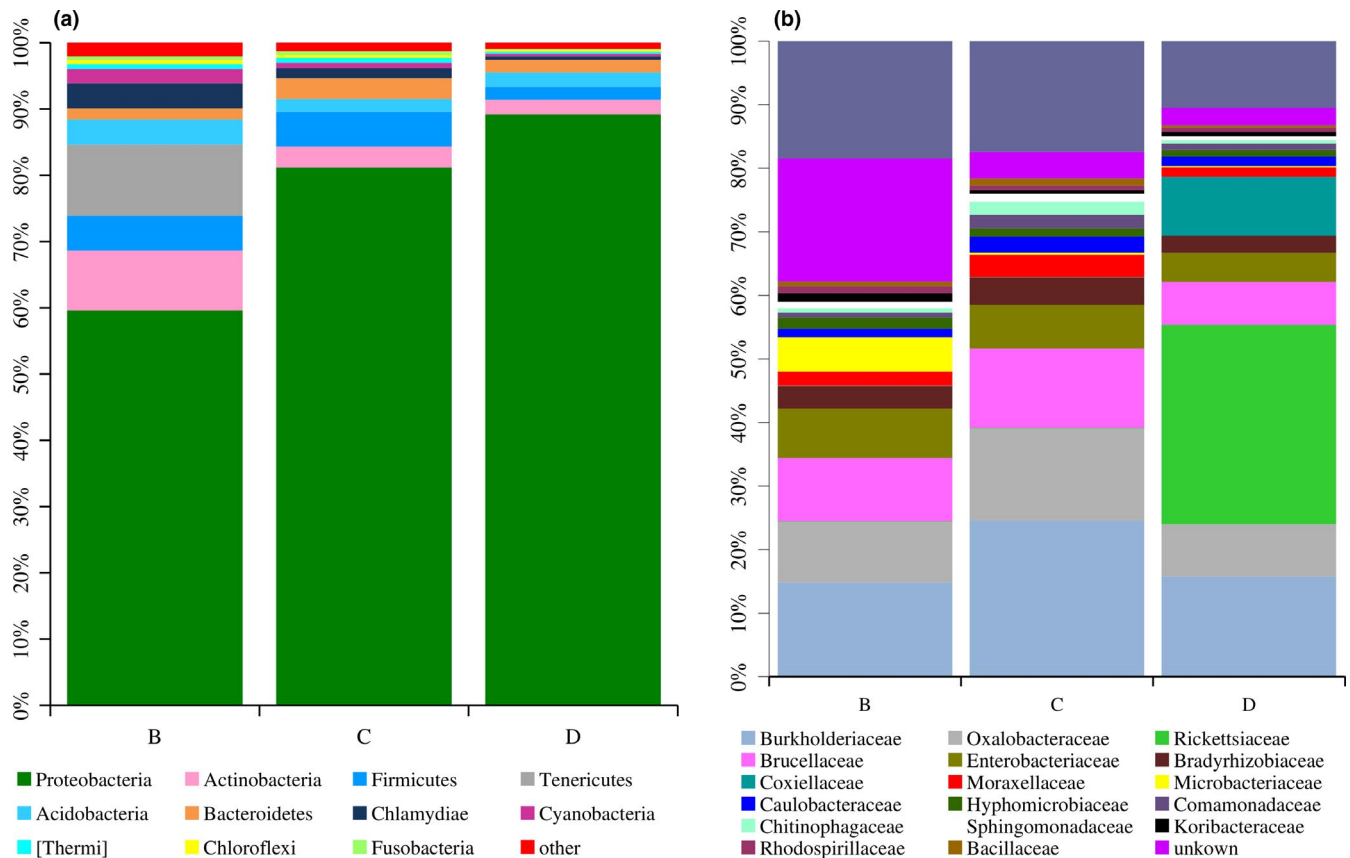 (a)
100%
90%
80%
70%
60%
50%
40%
30%
20%
10%
0%
B C D
Proteobacteria Actinobacteria Firmicutes Tenericutes
Acidobacteria Bacteroidetes Chlamydiae Cyanobacteria
[Thermi] Chloroflexi Fusobacteria other
(b)
100%
90%
80%
70%
60%
50%
40%
30%
20%
10%
0%
B C D
Burkholderiaceae Oxalobacteraceae Rickettsiaceae
Brucellaceae Enterobacteriaceae Bradyrhizobiaceae
Coxiellaceae Moraxellaceae Microbacteriaceae
Caulobacteraceae Hyphomicrobiaceae Comamonadaceae
Chitinophagaceae Sphingomonadaceae Koribacteraceae
Rhodospirillaceae Bacillaceae unkown